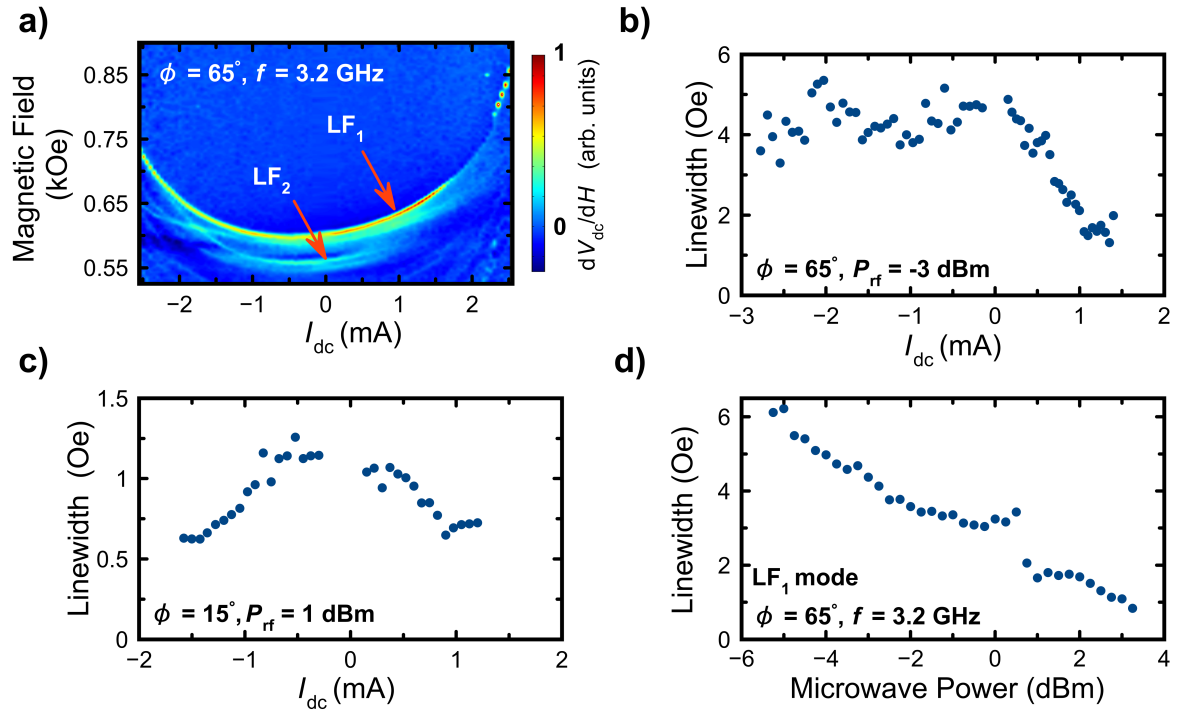 a)
ϕ = 65°, f = 3.2 GHz
LF1
LF2
0.85
0.75
0.65
0.55
Magnetic Field
(kOe)
−2
−1
0
1
2
Idc (mA)
1
0
dVdc/dH (arb. units)
b)
6
4
2
0
Linewidth (Oe)
ϕ = 65°, Prf = -3 dBm
−3
−2
−1
0
1
2
Idc (mA)
c)
1.5
1
0.5
0
Linewidth (Oe)
ϕ = 15°, Prf = 1 dBm
−2
−1
0
1
2
Idc (mA)
d)
6
4
2
0
Linewidth (Oe)
LF1 mode
ϕ = 65°, f = 3.2 GHz
−6
−4
−2
0
2
4
Microwave Power (dBm)